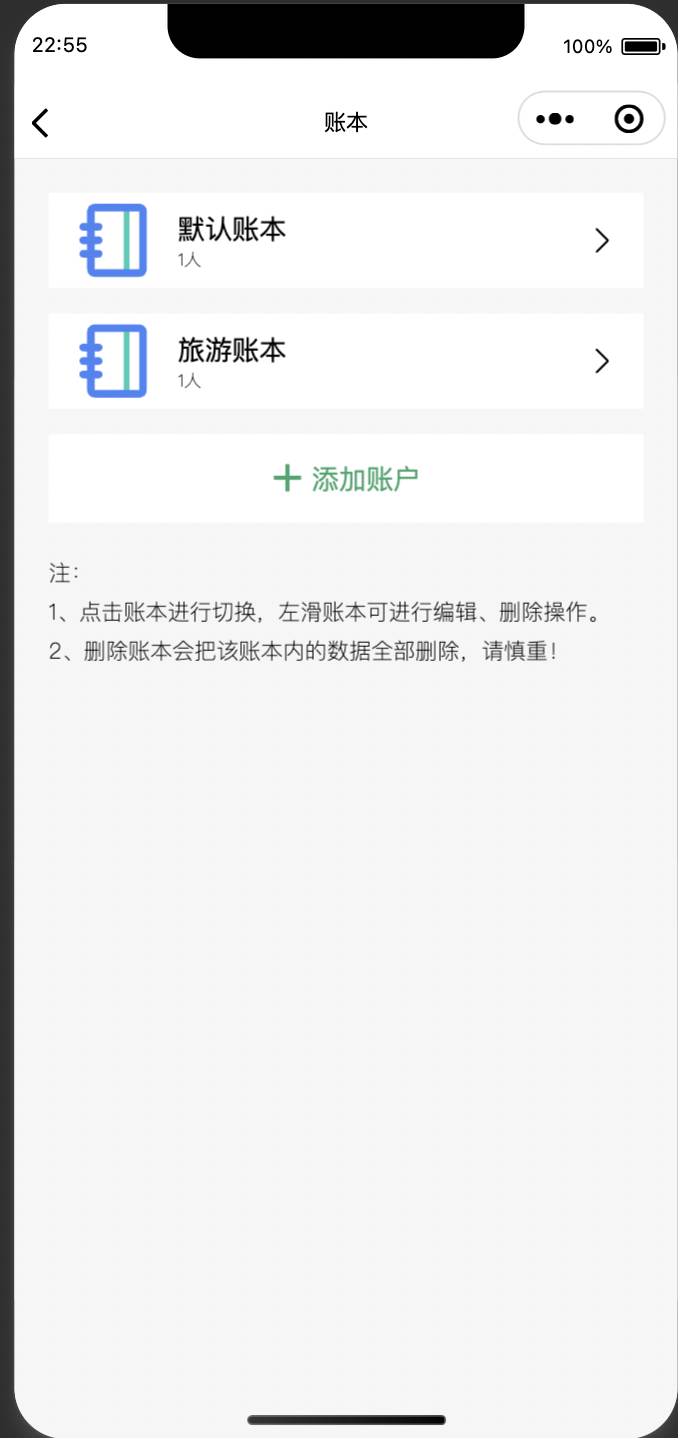 22:55
100%
账本
默认账本
1人
旅游账本
1人
添加账户
注：
1、点击账本进行切换，左滑账本可进行编辑、删除操作。
2、删除账本会把该账本内的数据全部删除，请慎重！